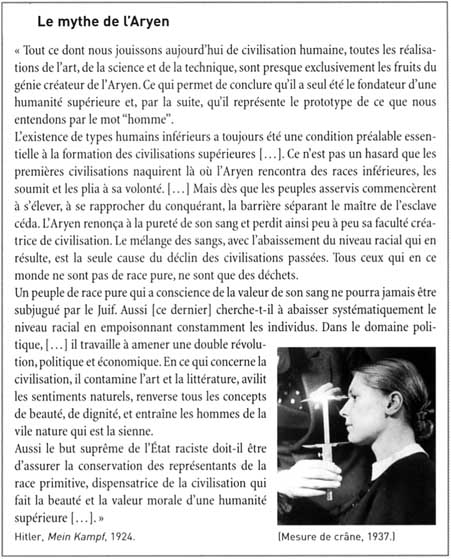 Le mythe de l'Aryen
« Tout ce dont nous jouissons aujourd'hui de civilisation humaine, toutes les réalisa-
tions de l'art, de la science et de la technique, sont presque exclusivement les fruits du
génie créateur de l'Aryen. Ce qui permet de conclure qu'il a seul été le fondateur d'une
humanité supérieure et, par la suite, qu'il représente le prototype de ce que nous
entendons par le mot “homme”.
L'existence de types humains inférieurs a toujours été une condition préalable essen-
tielle à la formation des civilisations supérieures [...]. Ce n'est pas un hasard que les
premières civilisations naquirent là où l'Aryen rencontra des races inférieures, les
soumit et les plia à sa volonté. [...] Mais dès que les peuples asservis commencèrent
à s'élever, à se rapprocher du conquérant, la barrière séparant le maître de l'esclave
céda. L'Aryen renonça à la pureté de son sang et perdit ainsi peu à peu sa faculté créa-
trice de civilisation. Le mélange des sangs, avec l'abaissement du niveau racial qui en
résulte, est la seule cause du déclin des civilisations passées. Tous ceux qui en ce
monde ne sont pas de race pure, ne sont que des déchets.
Un peuple de race pure qui a conscience de la valeur de son sang ne pourra jamais être
subjugué par le Juif. Aussi [ce dernier] cherche-t-il à abaisser systématiquement le
niveau racial en empoisonnant constamment les individus. Dans le domaine poli-
tique, [...] il travaille à amener une double révolu-
tion, politique et économique. En ce qui concerne la
civilisation, il contamine l'art et la littérature, avilit
les sentiments naturels, renverse tous les concepts
de beauté, de dignité, et entraîne les hommes de la
vile nature qui est la sienne.
Aussi le but suprême de l'État raciste doit-il être
d'assurer la conservation des représentants de la
race primitive, dispensatrice de la civilisation qui
fait la beauté et la valeur morale d'une humanité
supérieure [...]. »
Hitler, Mein Kampf, 1924.
(Mesure de crâne, 1937.)